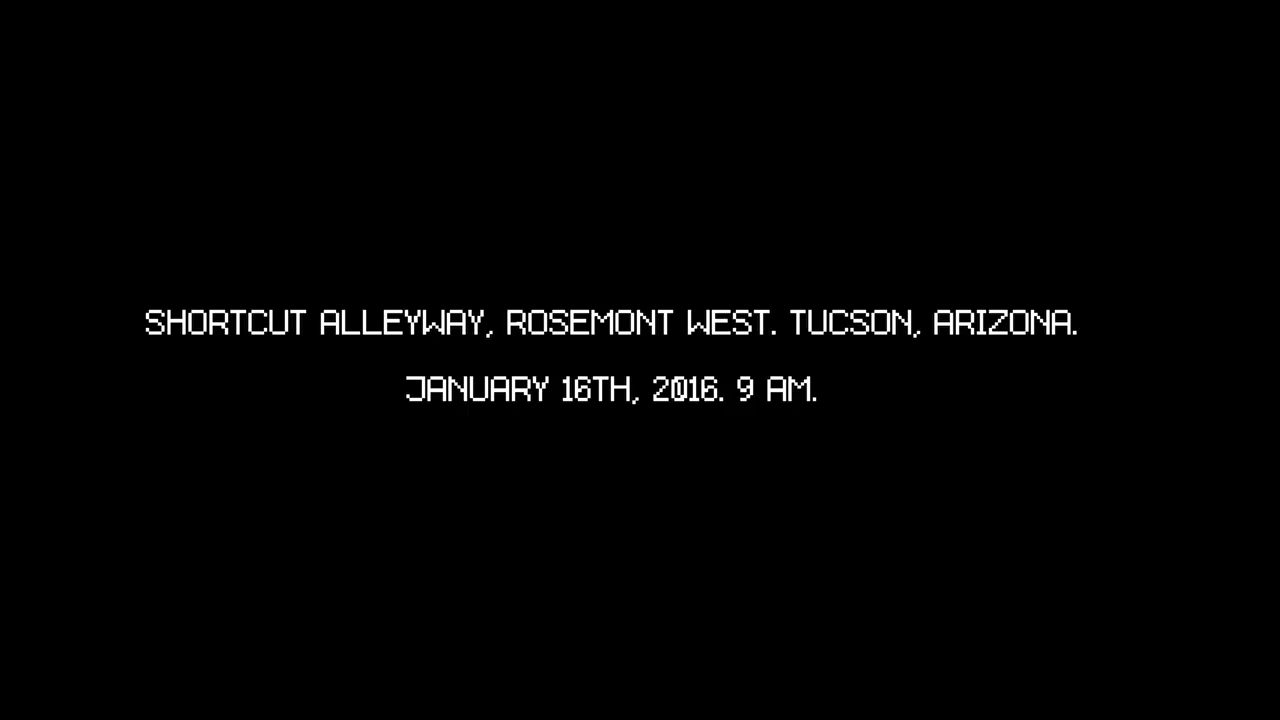 SHORTCUT ALLEYWAY, ROSEMONT WEST. TUCSON, ARIZONA.
JANUARY 16TH, 2016. 9 AM.